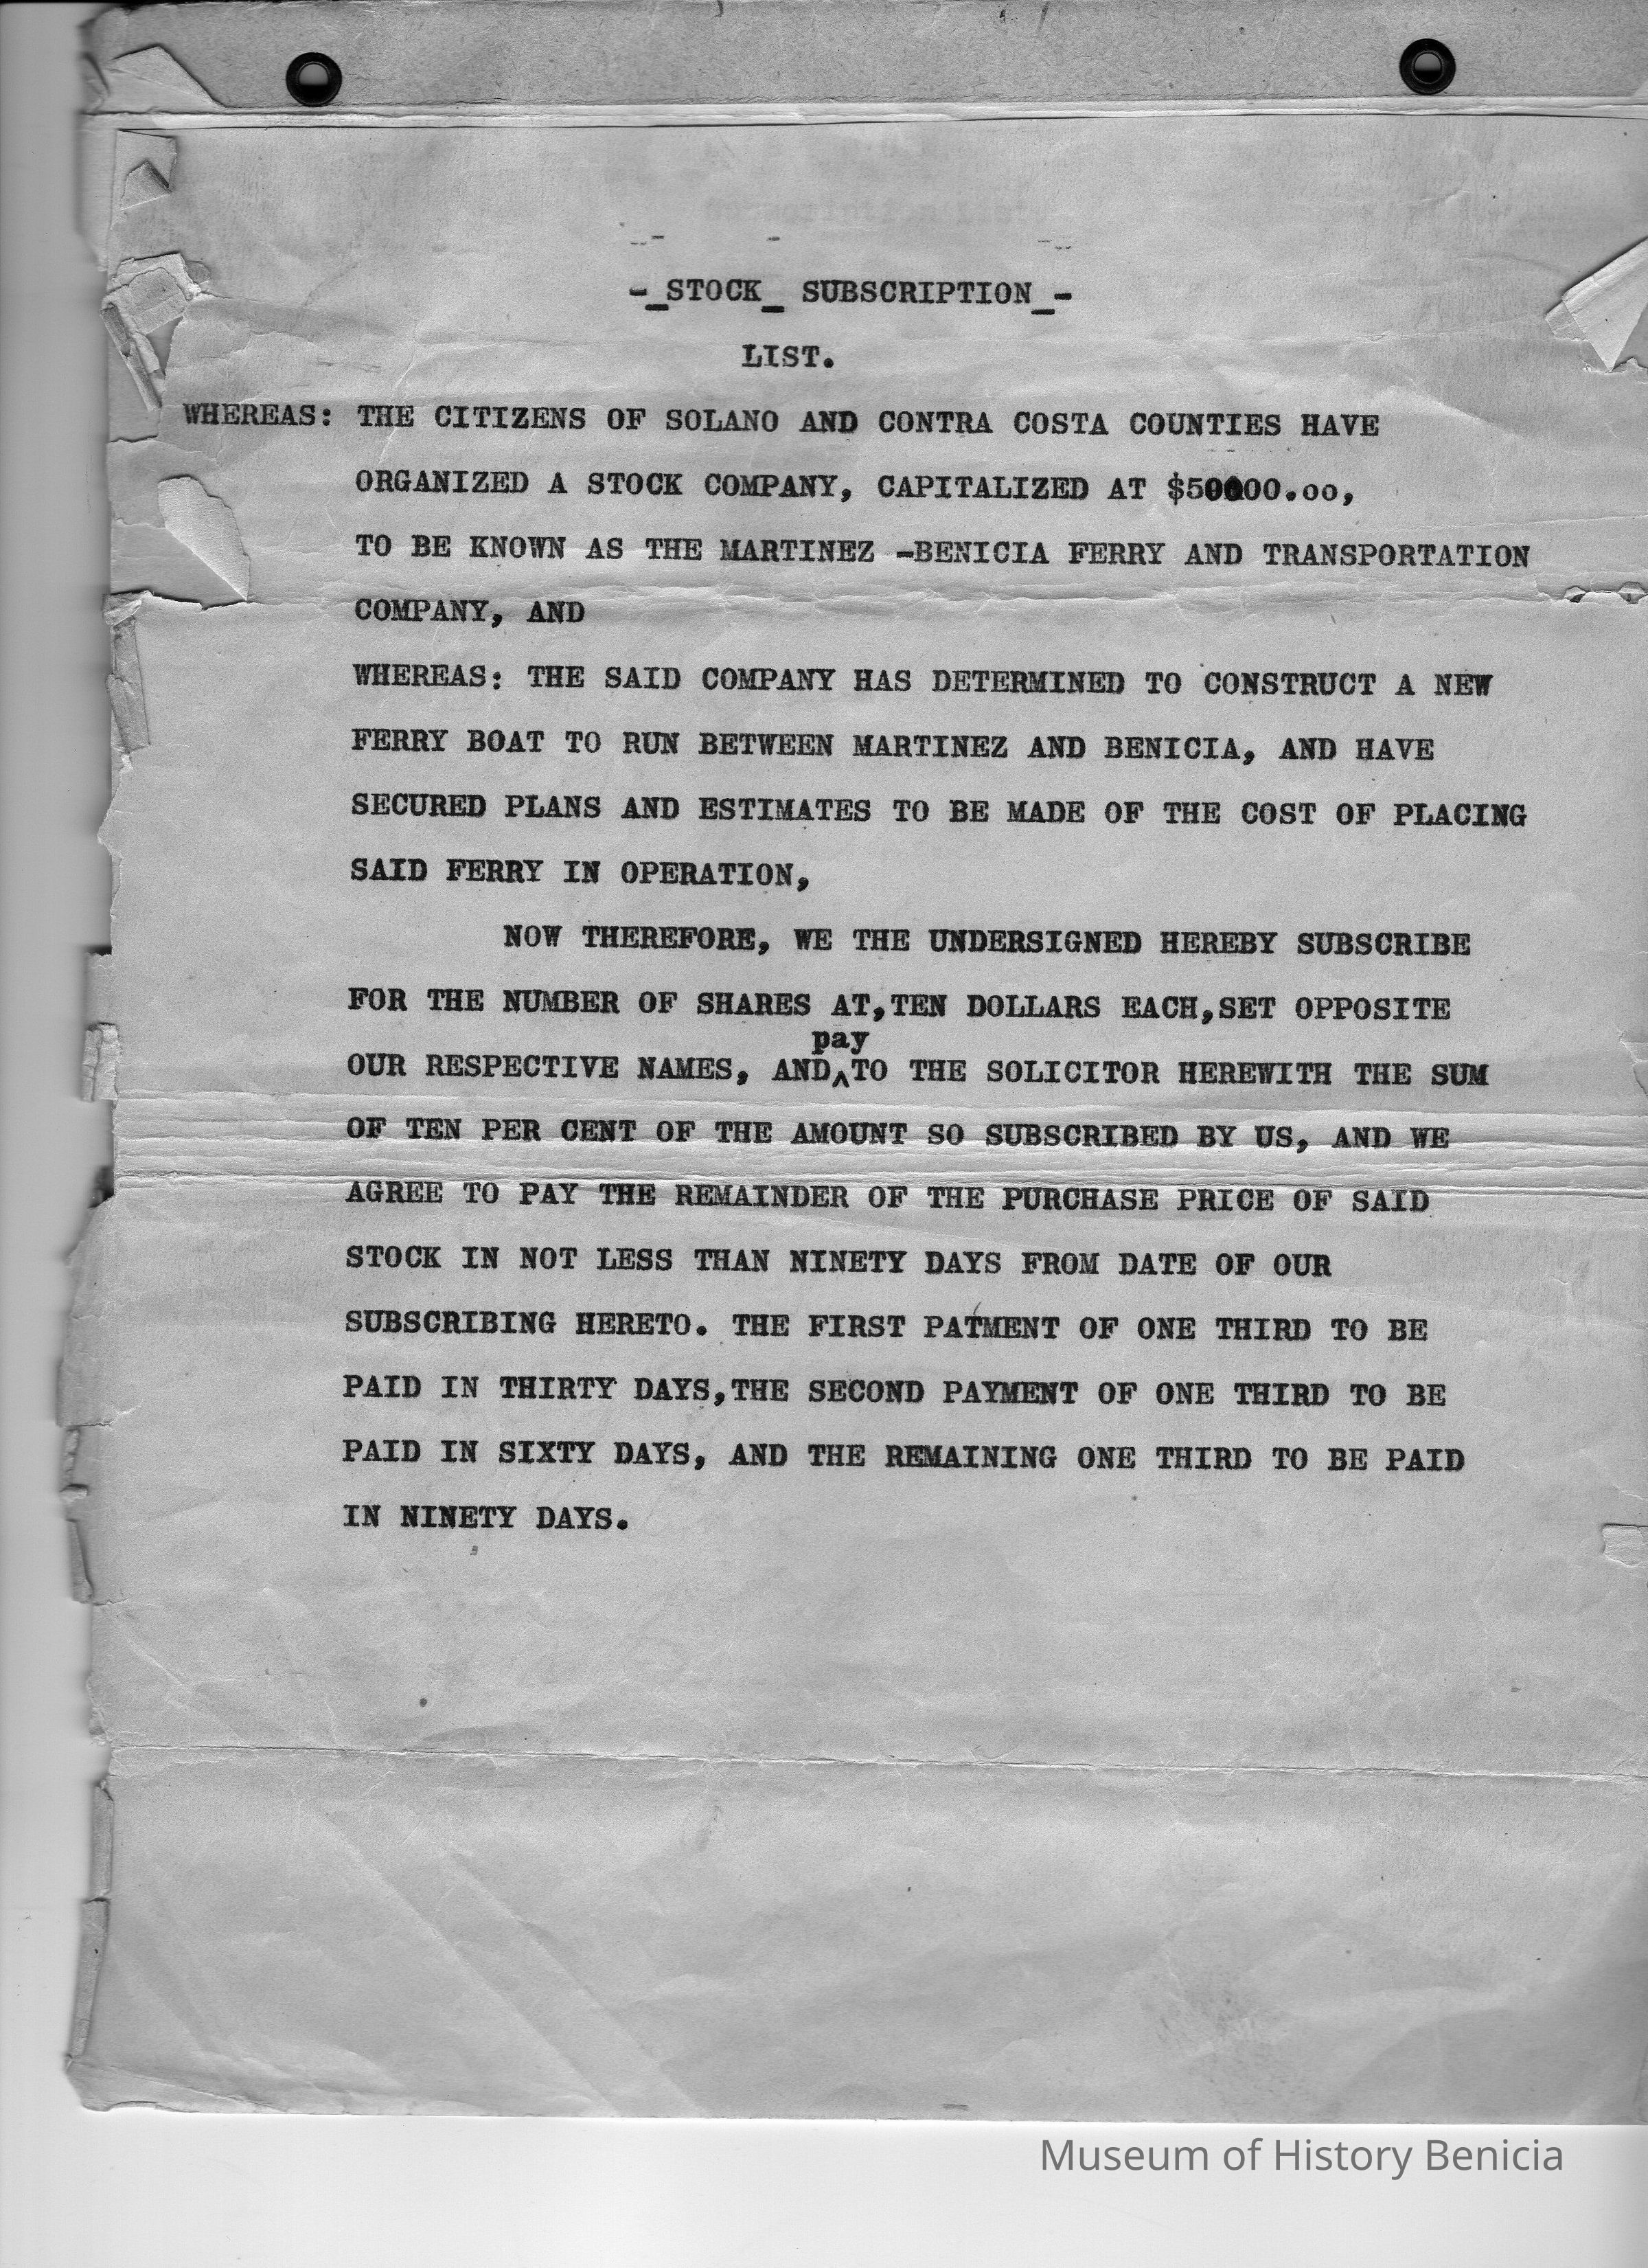 -_STOCK_ SUBSCRIPTION_-
LIST.
WHEREAS: THE CITIZENS OF SOLANO AND CONTRA COSTA COUNTIES HAVE
ORGANIZED A STOCK COMPANY, CAPITALIZED AT $50000.oo,
TO BE KNOWN AS THE MARTINEZ -BENICIA FERRY AND TRANSPORTATION
COMPANY, AND
WHEREAS: THE SAID COMPANY HAS DETERMINED TO CONSTRUCT A NEW
FERRY BOAT TO RUN BETWEEN MARTINEZ AND BENICIA, AND HAVE
SECURED PLANS AND ESTIMATES TO BE MADE OF THE COST OF PLACING
SAID FERRY IN OPERATION,
NOW THEREFORE, WE THE UNDERSIGNED HEREBY SUBSCRIBE
FOR THE NUMBER OF SHARES AT,TEN DOLLARS EACH,SET OPPOSITE
pay
OUR RESPECTIVE NAMES, AND^TO THE SOLICITOR HEREWITH THE SUM
OF TEN PER CENT OF THE AMOUNT SO SUBSCRIBED BY US, AND WE
AGREE TO PAY THE REMAINDER OF THE PURCHASE PRICE OF SAID
STOCK IN NOT LESS THAN NINETY DAYS FROM DATE OF OUR
SUBSCRIBING HERETO. THE FIRST PATMENT OF ONE THIRD TO BE
PAID IN THIRTY DAYS,THE SECOND PAYMENT OF ONE THIRD TO BE
PAID IN SIXTY DAYS, AND THE REMAINING ONE THIRD TO BE PAID
IN NINETY DAYS.
Museum of History Benicia